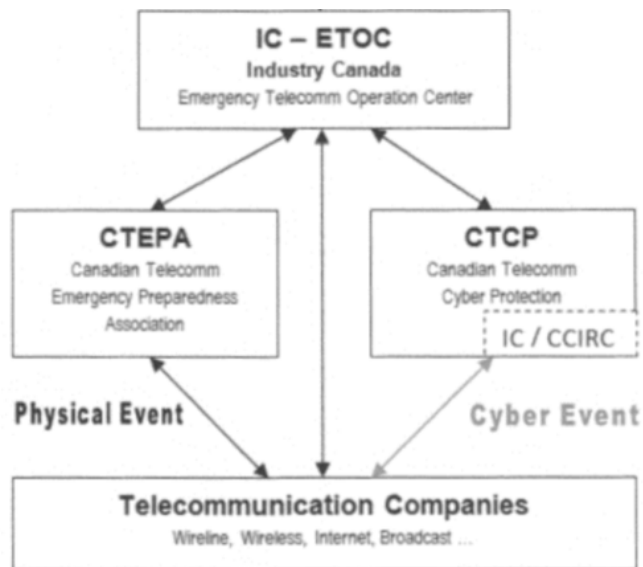 IC – ETOC
Industry Canada
Emergency Telecomm Operation Center
CTEPA
Canadian Telecomm
Emergency Preparedness
Association
CTCP
Canadian Telecomm
Cyber Protection
IC / CCIRC
Physical Event
Cyber Event
Telecommunication Companies
Wireline, Wireless, Internet, Broadcast ...